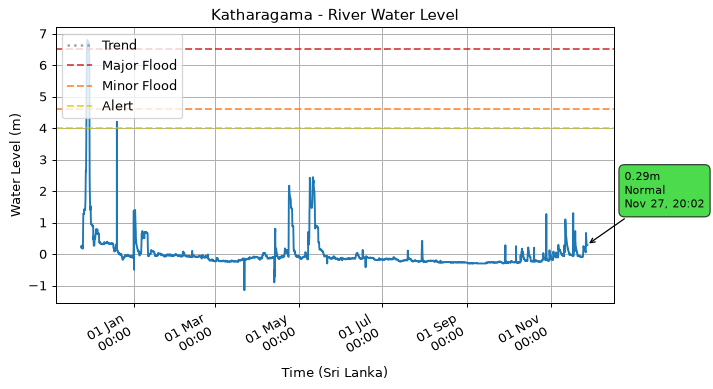 Katharagama - River Water Level
Trend
Major Flood
Minor Flood
Alert
7
6
5
4
3
2
1
0
−1
Water Level (m)
0.29m
Normal
Nov 27, 20:02
01 Jan
00:00
01 Mar
00:00
01 May
00:00
01 Jul
00:00
01 Sep
00:00
01 Nov
00:00
Time (Sri Lanka)